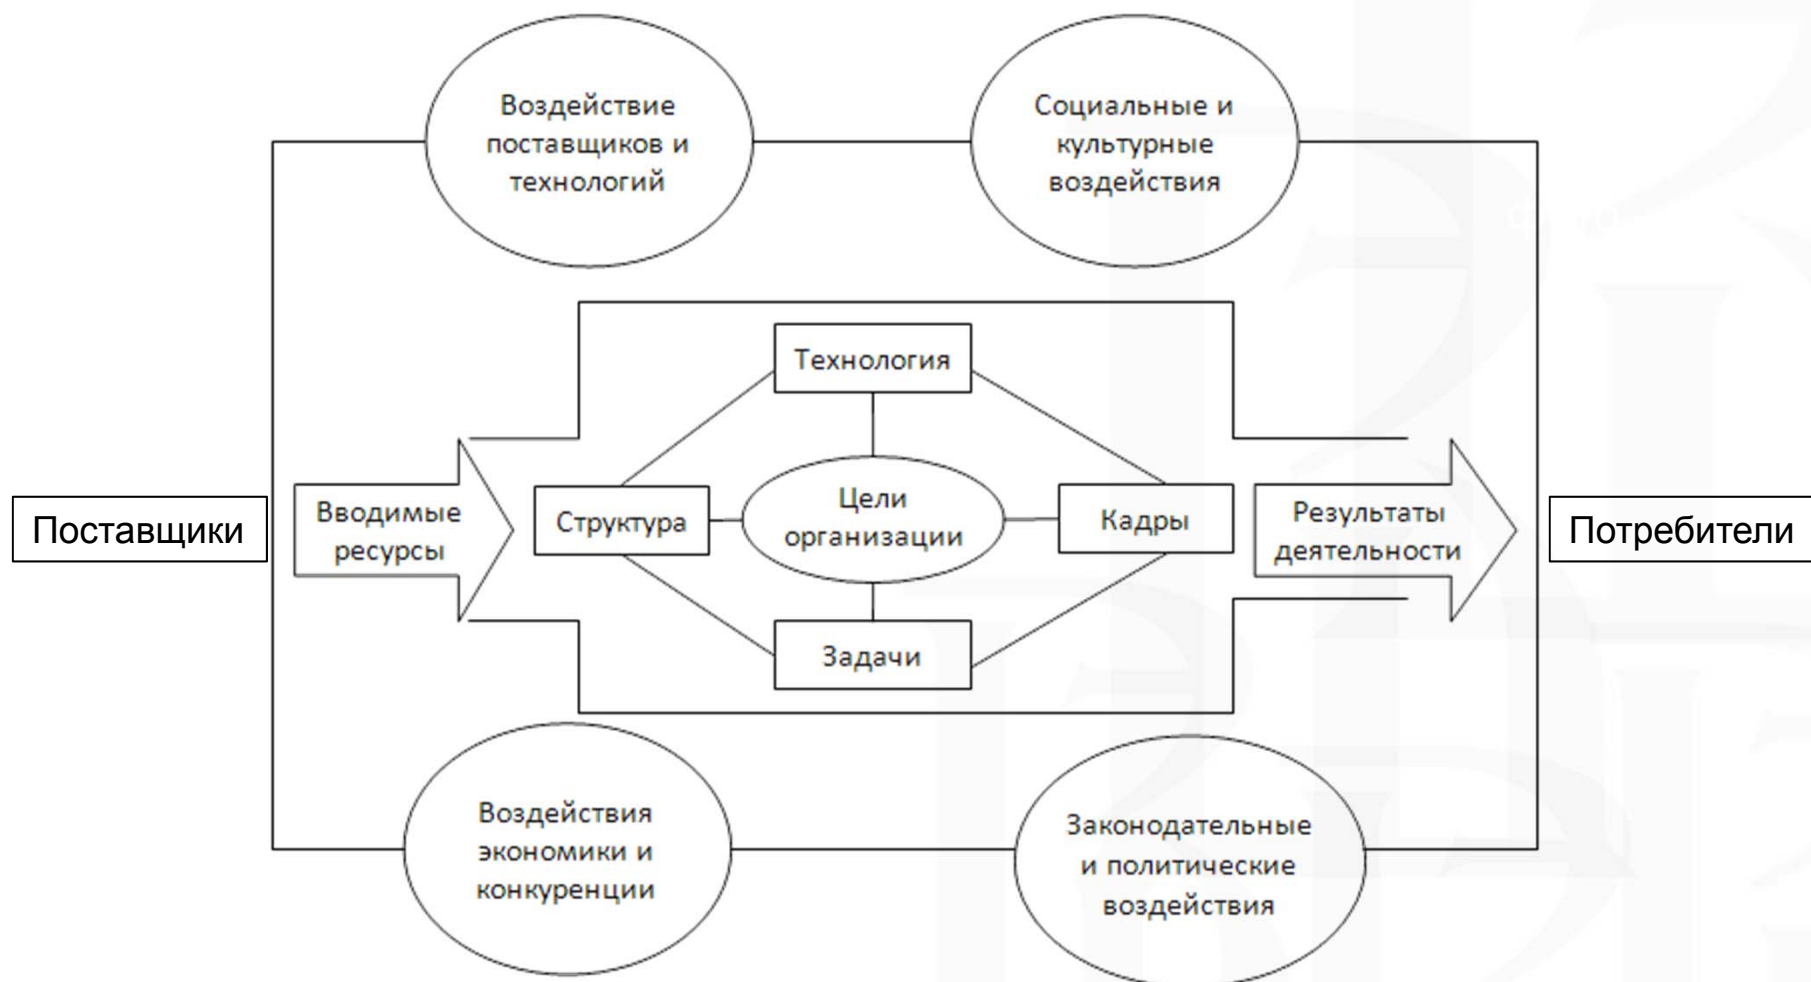 Воздействие
поставщиков и
технологий
Социальные и
культурные
воздействия
Технология
Поставщики
Вводимые
ресурсы
Структура
Цели
организации
Кадры
Результаты
деятельности
Потребители
Задачи
Воздействия
экономики и
конкуренции
Законодательные
и политические
воздействия